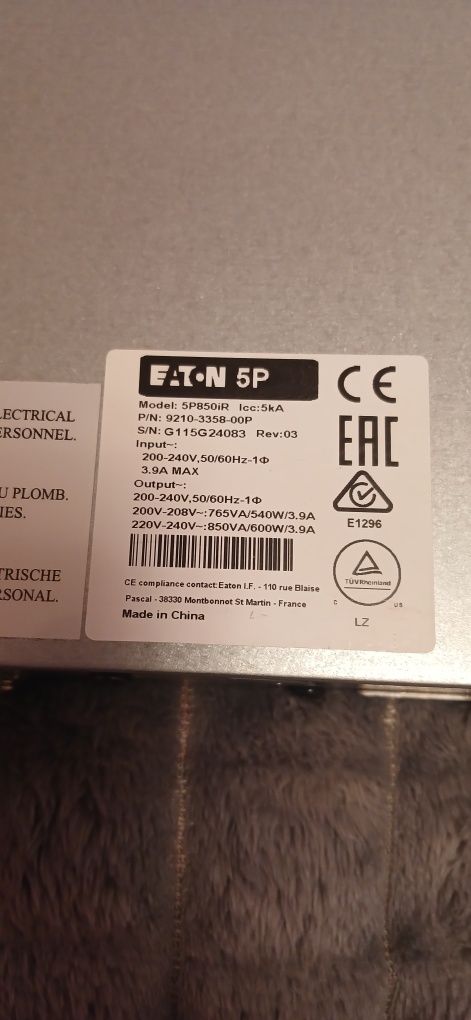 EATON 5P
Model: 5P850iR Icc:5kA
P/N: 9210-3358-00P
S/N: G115G24083 Rev:03
Input~:
200-240V,50/60Hz-1Φ
3.9A MAX
Output~:
200-240V,50/60Hz-1Φ
200V-208V~:765VA/540W/3.9A
220V-240V~:850VA/600W/3.9A
CE compliance contact:Eaton I.F. - 110 rue Blaise
Pascal - 38330 Montbonnot St Martin - France
Made in China
CE
EAC
E1296
TÜVRheinland
C US
LZ
LECTRICAL
ERSONNEL.
U PLOMB.
IES.
TRISCHE
RSONAL.